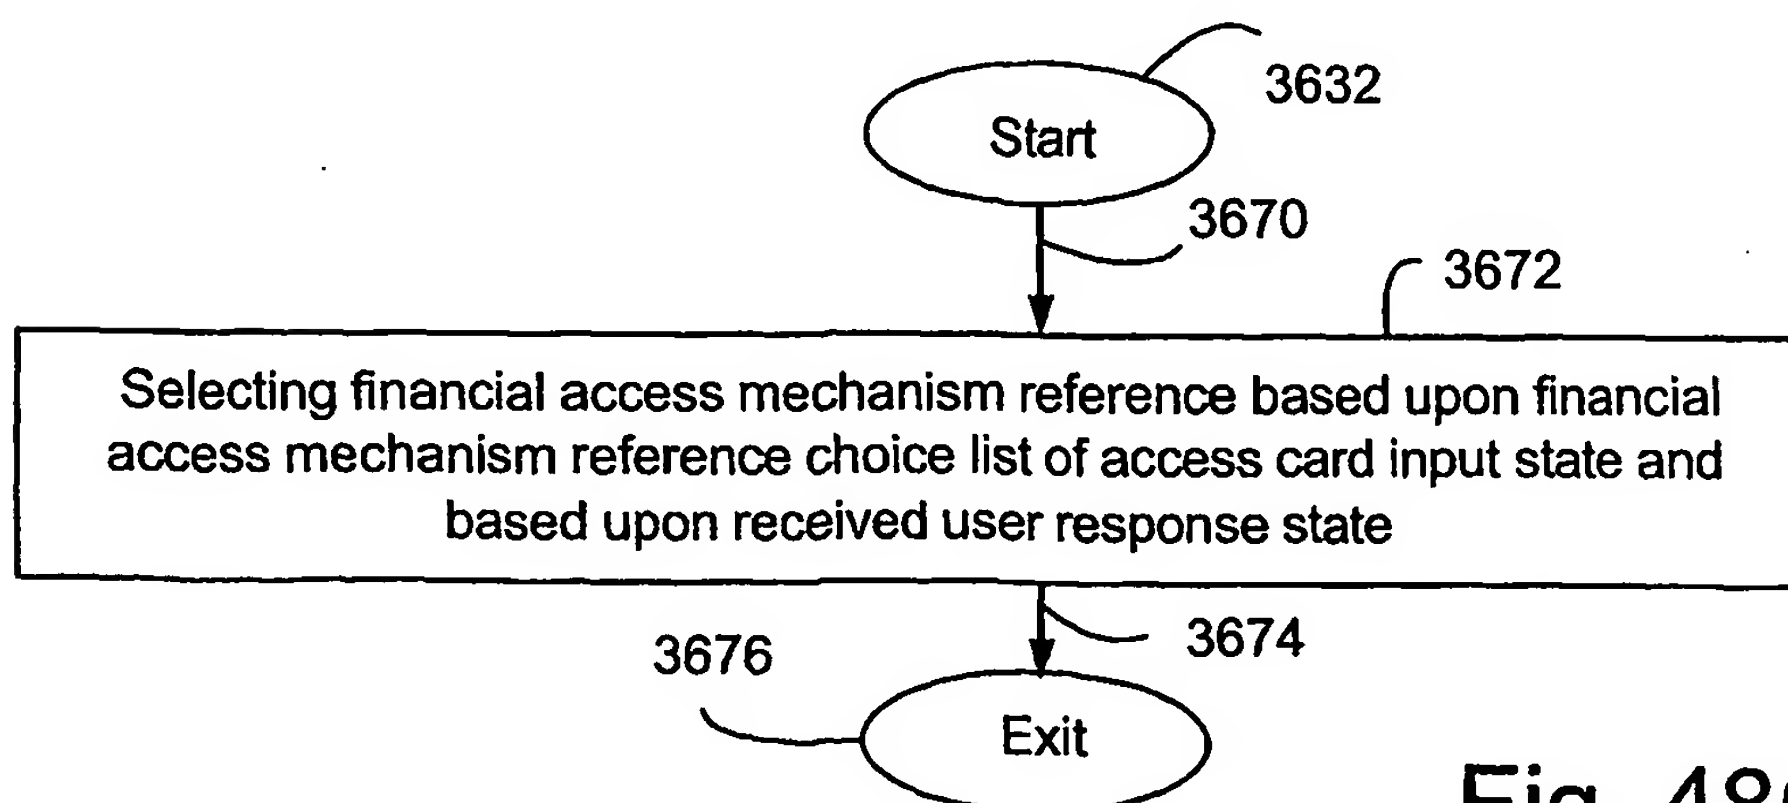 3632
Start
3670
3672
Selecting financial access mechanism reference based upon financial
access mechanism reference choice list of access card input state and
based upon received user response state
3674
3676
Exit
Fig.